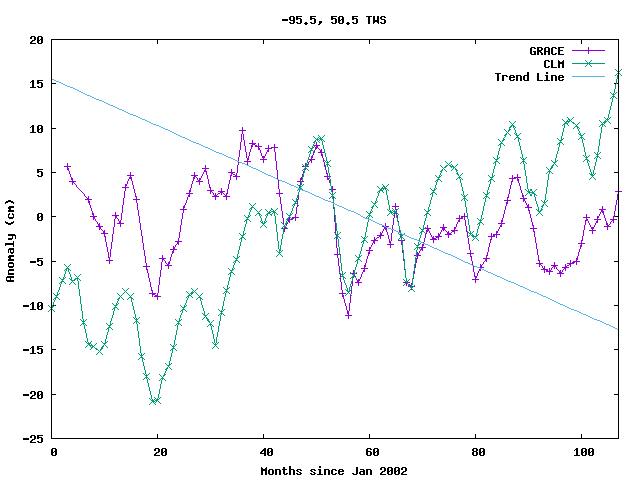 -95.5, 50.5 TWS
GRACE
CLM
Trend Line
20
15
10
5
0
-5
-10
-15
-20
-25
Anomaly (cm)
0 20 40 60 80 100
Months since Jan 2002